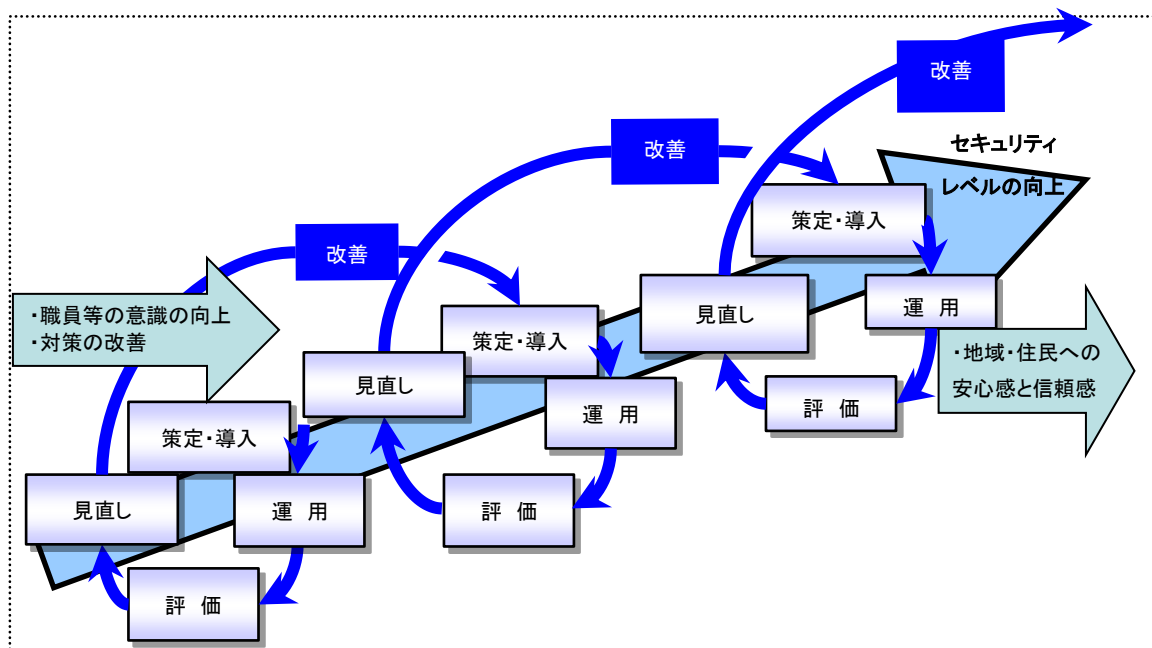 改善
セキュリティ
レベルの向上
改善
策定・導入
改善
運 用
見直し
・職員等の意識の向上
・対策の改善
策定・導入
・地域・住民への
安心感と信頼感
見直し
評 価
運 用
策定・導入
見直し
運 用
評 価
評 価